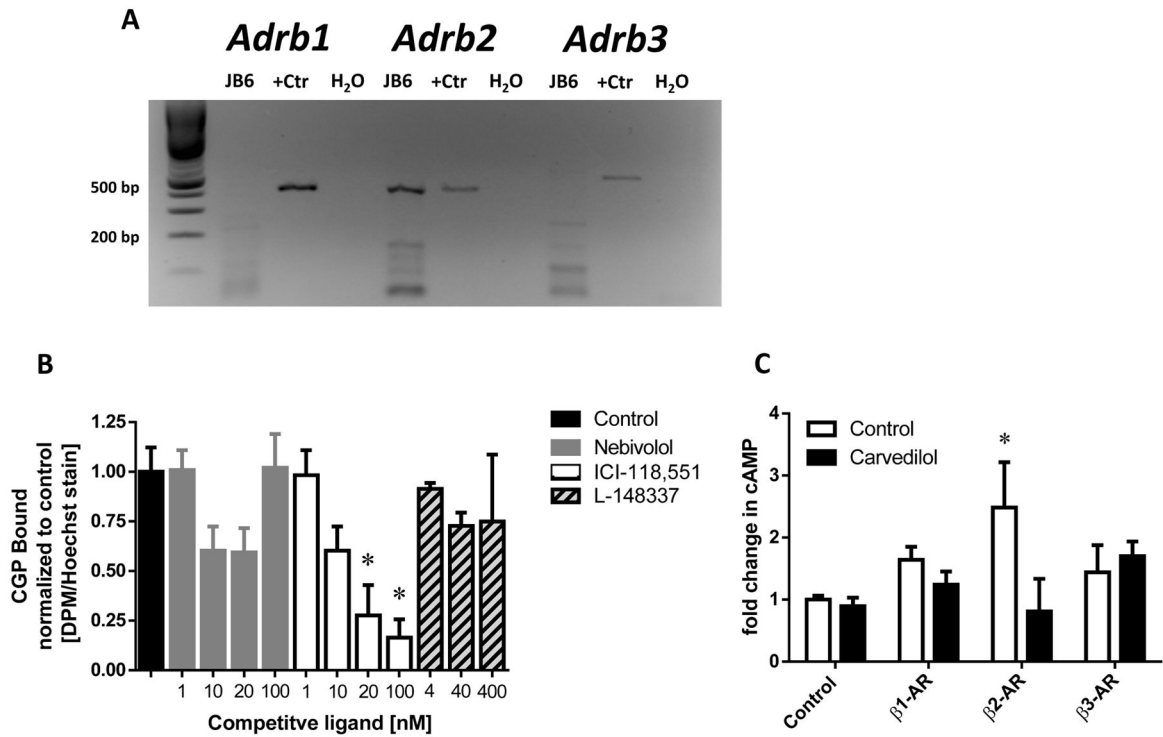 A
Adrb1 Adrb2 Adrb3
JB6 +Ctr H₂O JB6 +Ctr H₂O JB6 +Ctr H₂O
500 bp
200 bp
B
CGP Bound
normalized to control
[DPM/Hoechst stain]
1.25
1.00
0.75
0.50
0.25
0.00
1 10 20 100 1 10 20 100 4 40 400
Competitve ligand [nM]
* *
Control
Nebivolol
ICI-118,551
L-148337
C
fold change in cAMP
4
3
2
1
0
Control
Carvedilol
*
Control β1-AR β2-AR β3-AR